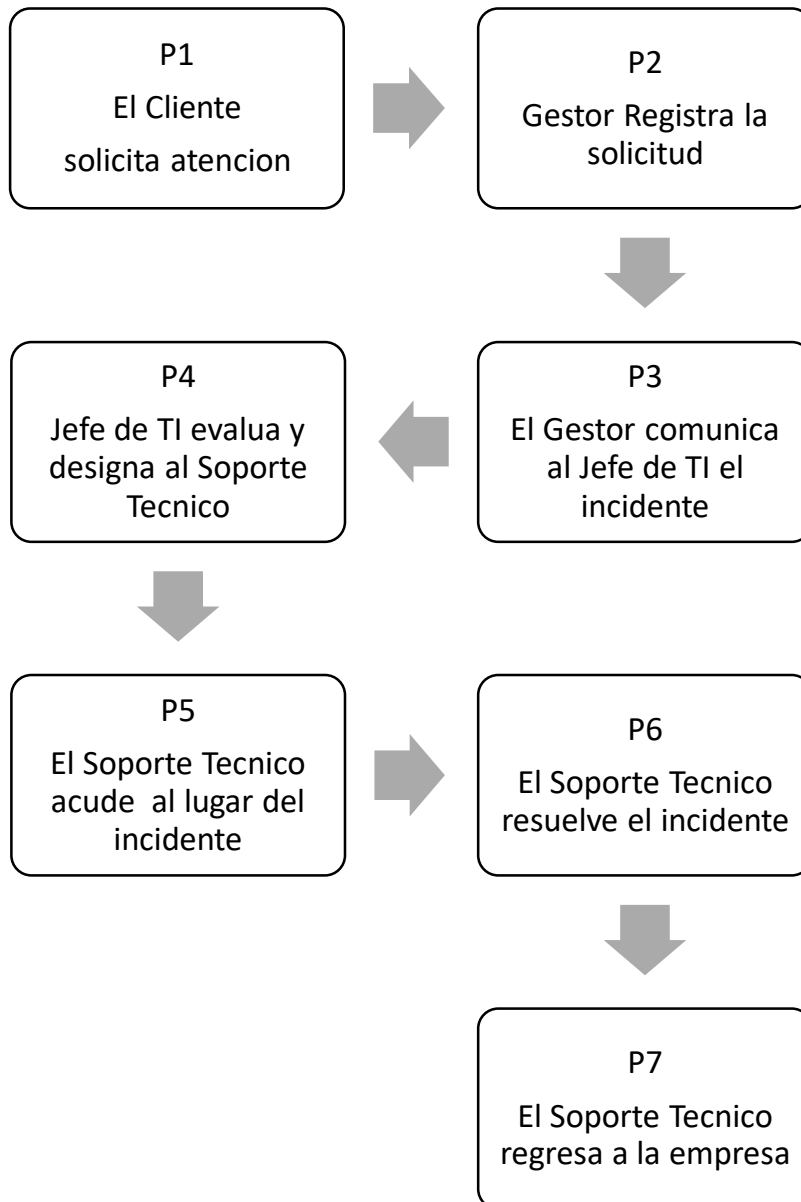 P1
El Cliente
solicita atencion
P2
Gestor Registra la
solicitud
P3
El Gestor comunica
al Jefe de TI el
incidente
P4
Jefe de TI evalua y
designa al Soporte
Tecnico
P5
El Soporte Tecnico
acude al lugar del
incidente
P6
El Soporte Tecnico
resuelve el incidente
P7
El Soporte Tecnico
regresa a la empresa